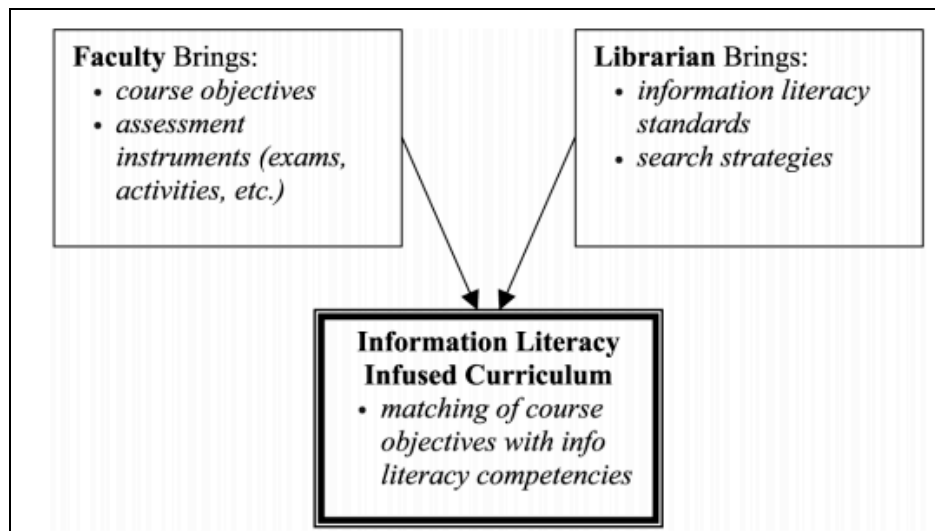 Faculty Brings:
• course objectives
• assessment
instruments (exams,
activities, etc.)
Librarian Brings:
• information literacy
standards
• search strategies
Information Literacy
Infused Curriculum
• matching of course
objectives with info
literacy competencies